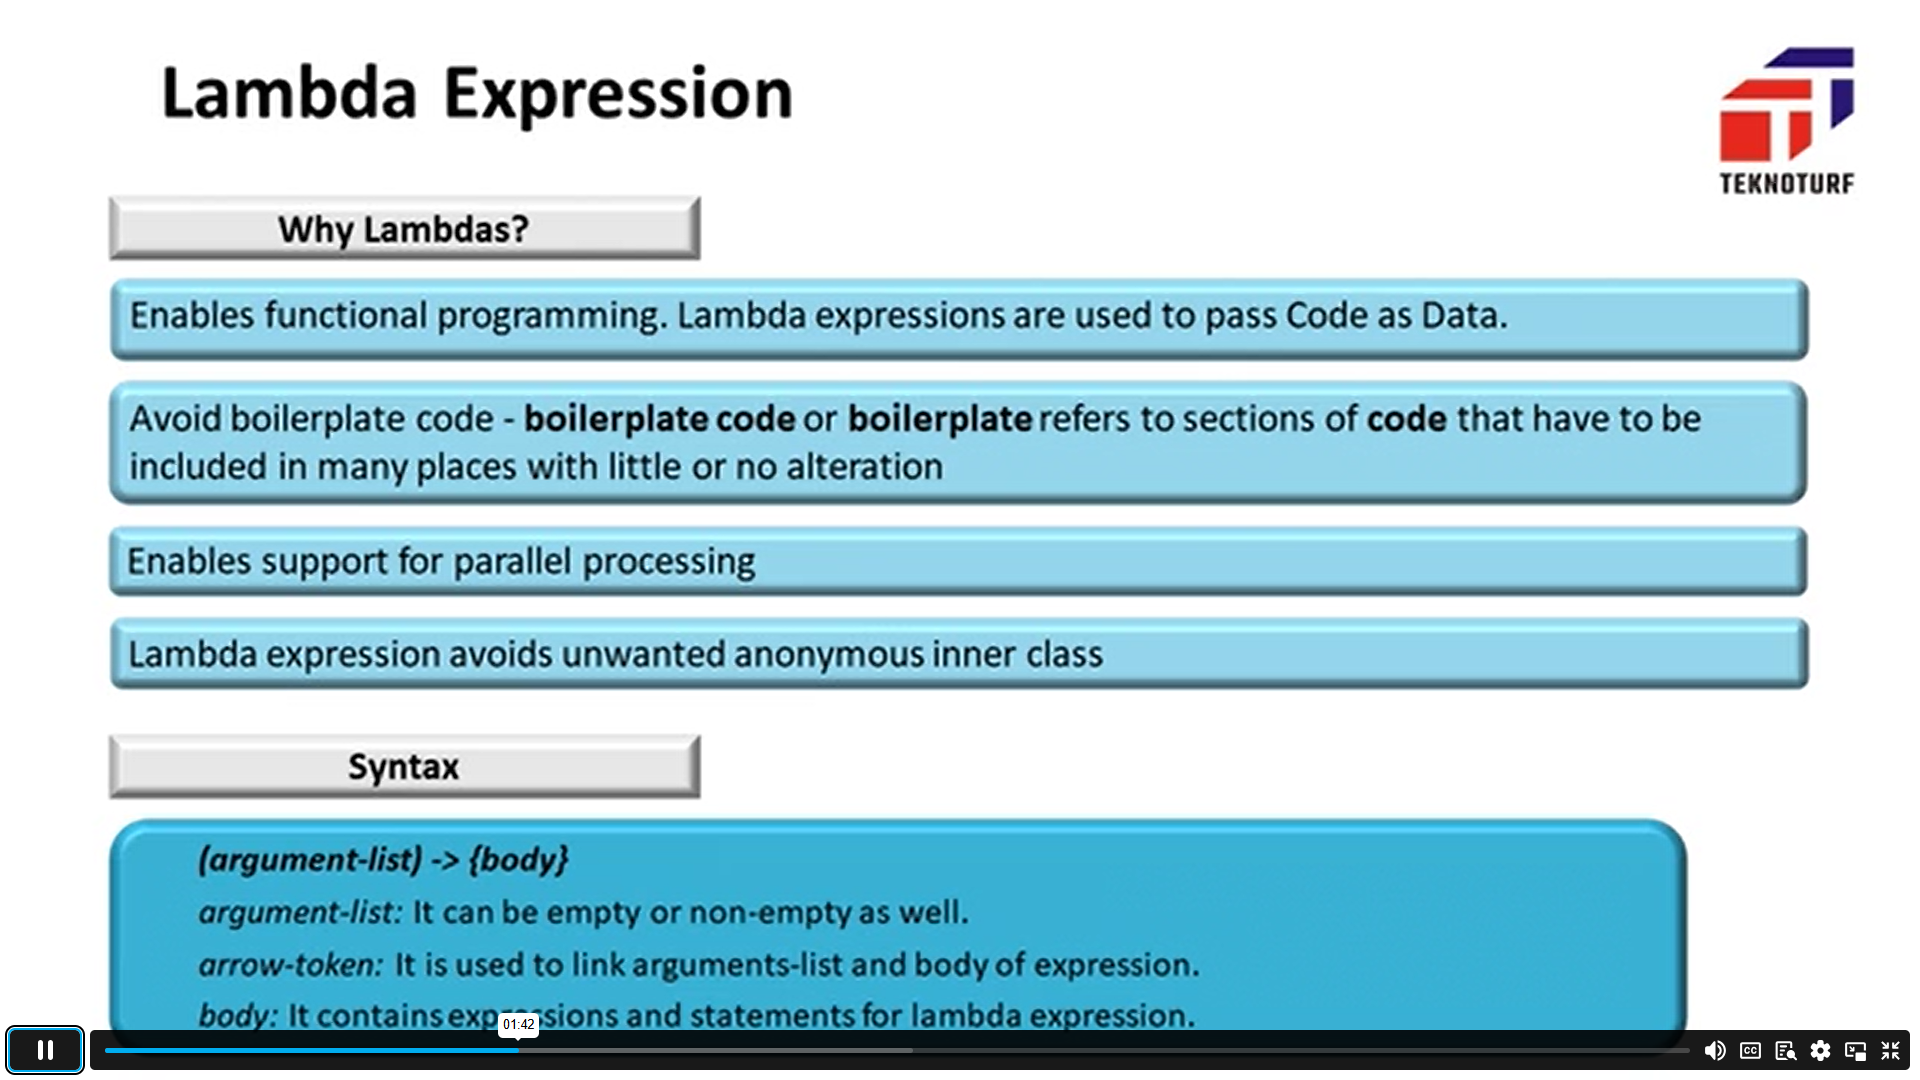 Lambda Expression
TEKNOTURF
Why Lambdas?
Enables functional programming. Lambda expressions are used to pass Code as Data.
Avoid boilerplate code - boilerplate code or boilerplate refers to sections of code that have to be
included in many places with little or no alteration
Enables support for parallel processing
Lambda expression avoids unwanted anonymous inner class
Syntax
(argument-list) -> {body}
argument-list: It can be empty or non-empty as well.
arrow-token: It is used to link arguments-list and body of expression.
body: It contains expressions and statements for lambda expression.
01:42
CC